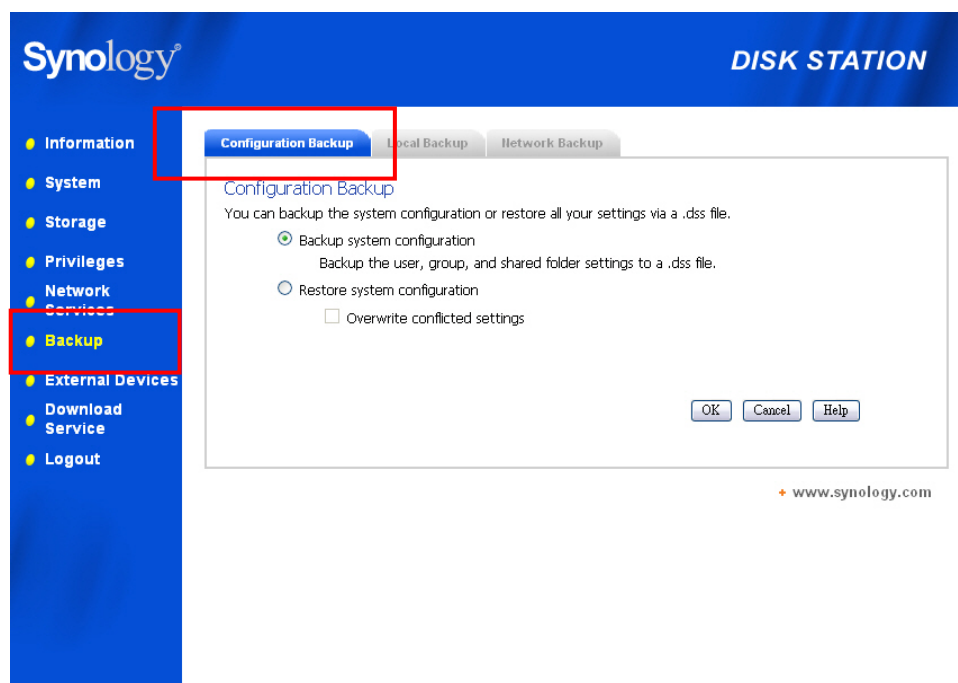 Synology®
DISK STATION
Information
System
Storage
Privileges
Network
Services
Backup
External Devices
Download
Service
Logout
Configuration Backup
Local Backup
Network Backup
Configuration Backup
You can backup the system configuration or restore all your settings via a .dss file.
Backup system configuration
Backup the user, group, and shared folder settings to a .dss file.
Restore system configuration
Overwrite conflicted settings
OK
Cancel
Help
+ www.synology.com